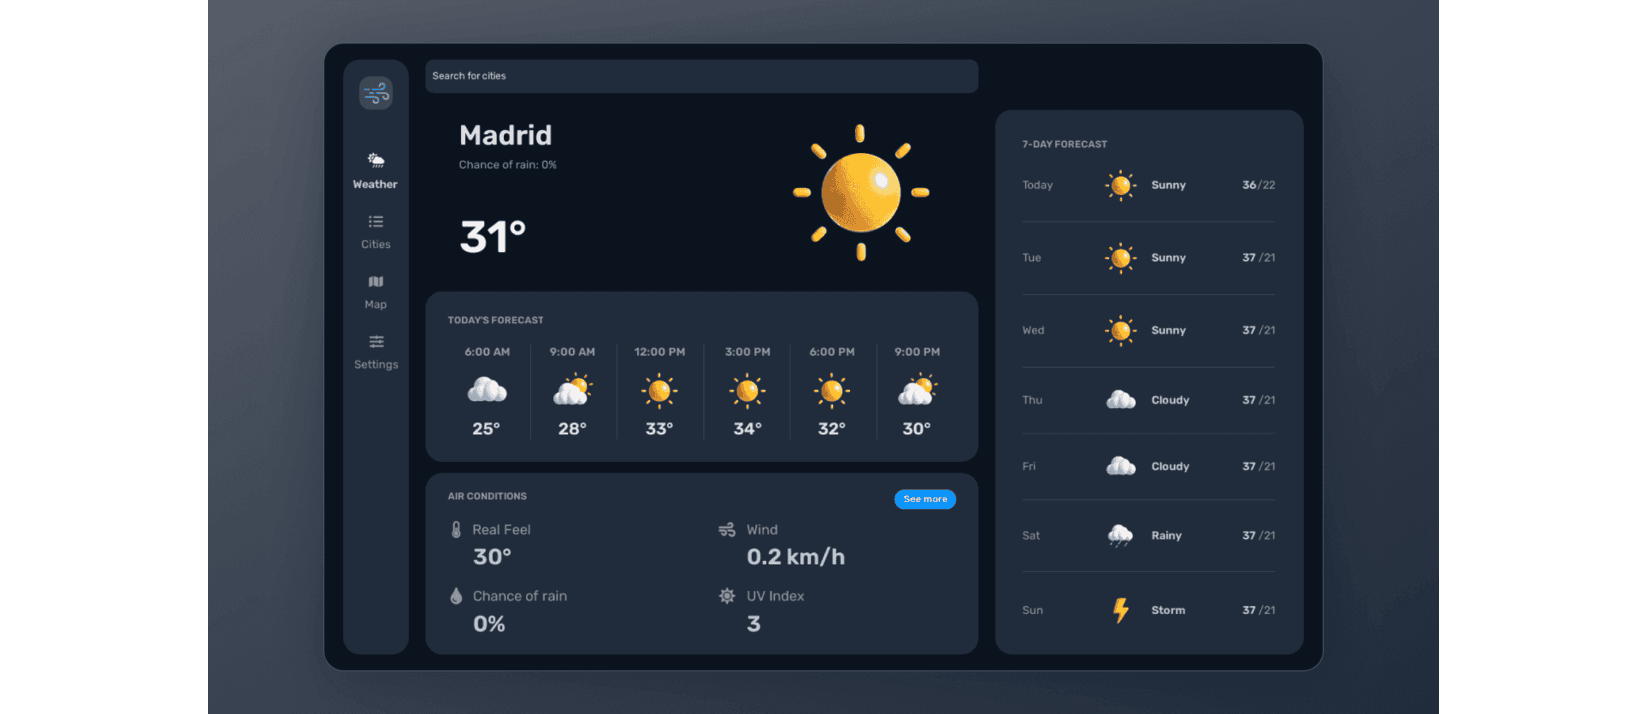 Search for cities
Weather
Cities
Map
Settings
Madrid
Chance of rain: 0%
31°
TODAY'S FORECAST
6:00 AM 9:00 AM 12:00 PM 3:00 PM 6:00 PM 9:00 PM
25° 28° 33° 34° 32° 30°
AIR CONDITIONS
See more
Real Feel
30°
Wind
0.2 km/h
Chance of rain
0%
UV Index
3
7-DAY FORECAST
Today Sunny 36/22
Tue Sunny 37/21
Wed Sunny 37/21
Thu Cloudy 37/21
Fri Cloudy 37/21
Sat Rainy 37/21
Sun Storm 37/21